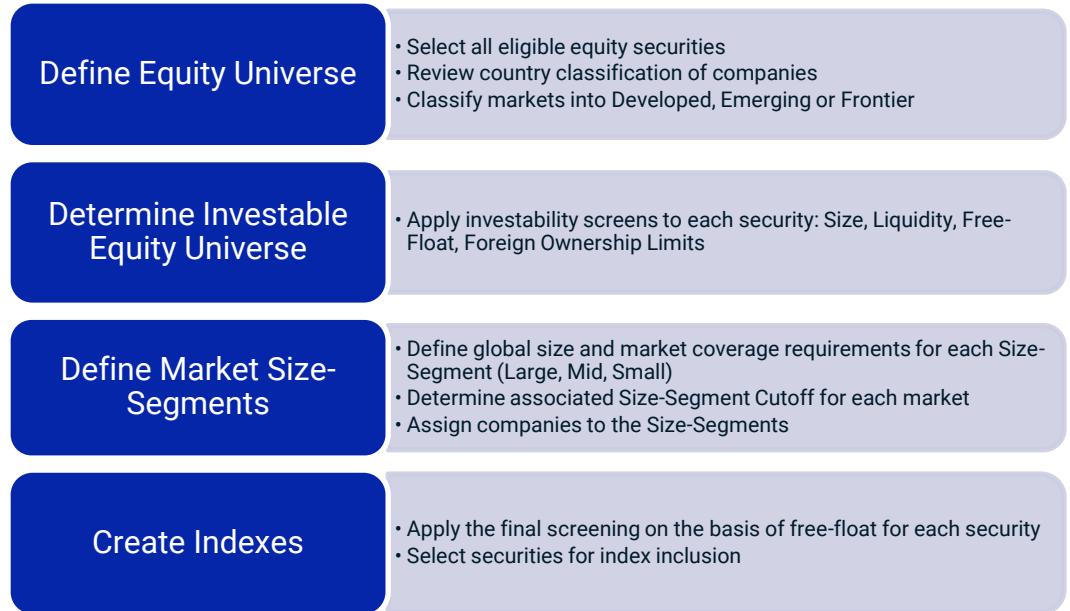 Define Equity Universe
• Select all eligible equity securities
• Review country classification of companies
• Classify markets into Developed, Emerging or Frontier
Determine Investable
Equity Universe
• Apply investability screens to each security: Size, Liquidity, Free-
Float, Foreign Ownership Limits
Define Market Size-
Segments
• Define global size and market coverage requirements for each Size-
Segment (Large, Mid, Small)
• Determine associated Size-Segment Cutoff for each market
• Assign companies to the Size-Segments
Create Indexes
• Apply the final screening on the basis of free-float for each security
• Select securities for index inclusion